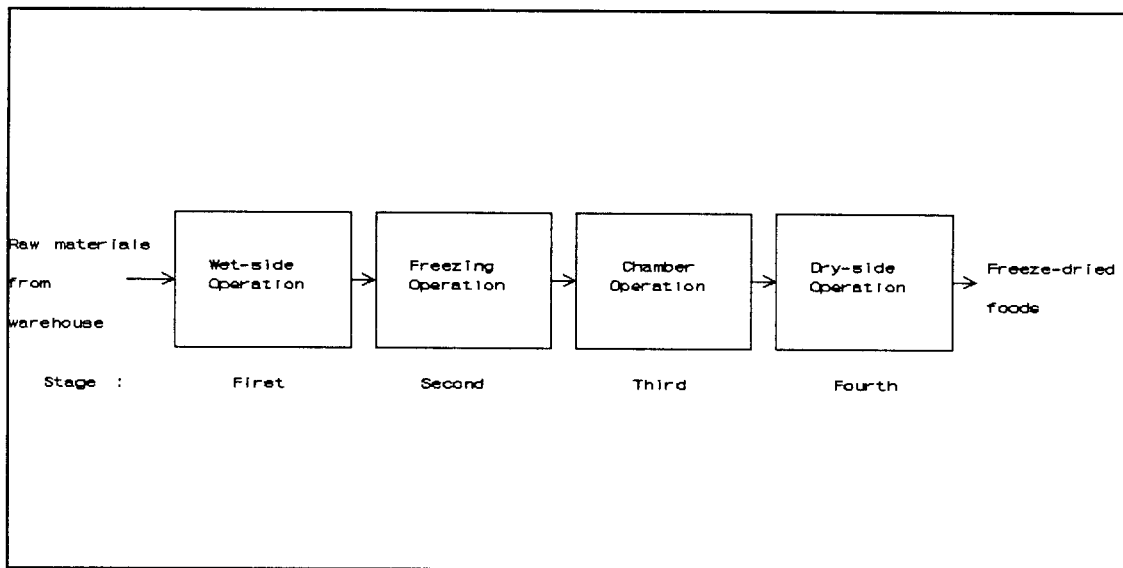 Raw materials
from
warehouse
Wet-side
Operation
Freezing
Operation
Chamber
Operation
Dry-side
Operation
Freeze-dried
foods
Stage : First Second Third Fourth